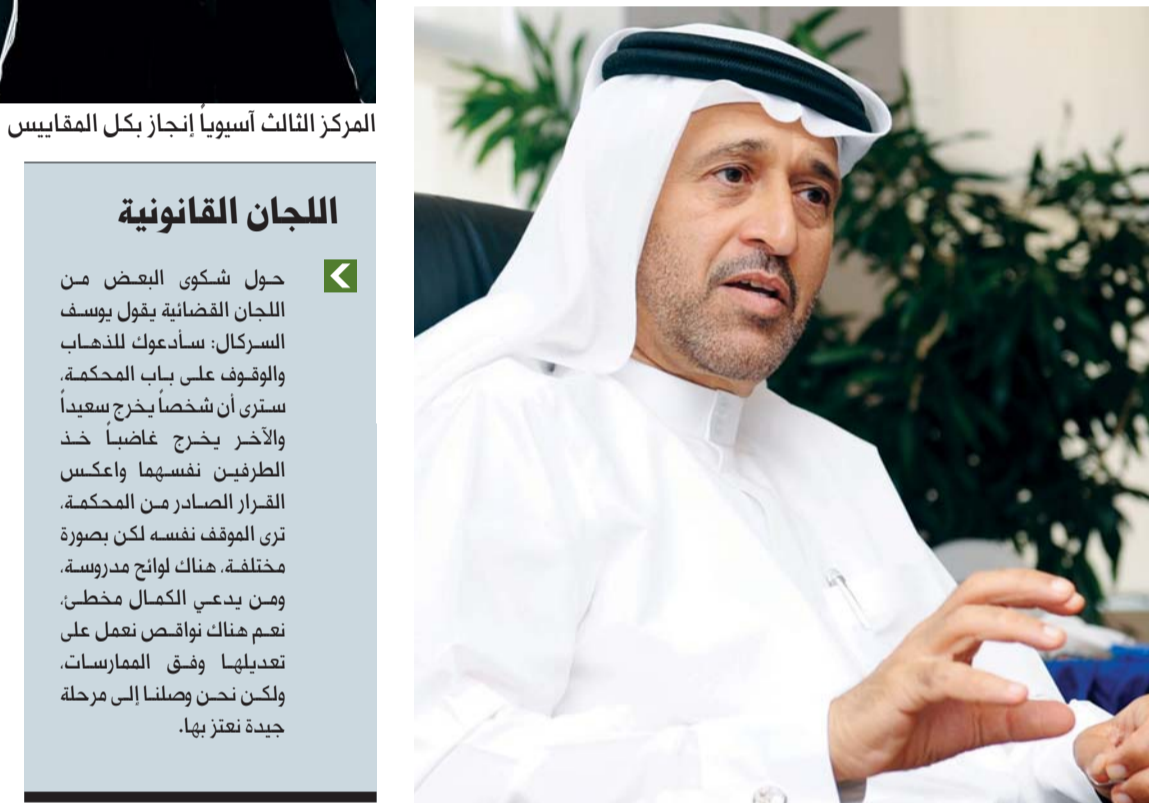 المركز الثالث آسيوياً إنجاز بكل المقاييس
اللجان القانونية
حول شكوى البعض من
اللجان القضائية يقول يوسف
السركال: سأدعوك للذهاب
والوقوف على باب المحكمة،
سترى أن شخصاً يخرج سعيداً
والآخر يخرج غاضباً خذ
الطرفين نفسهما واعكس
القرار الصادر من المحكمة،
ترى الموقف نفسه لكن بصورة
مختلفة، هناك لوائح مدروسة،
ومن يدعي الكمال مخطئ،
نعم هناك نواقص نعمل على
تعديلها وفق الممارسات،
ولكن نحن وصلنا إلى مرحلة
جيدة نعتز بها.